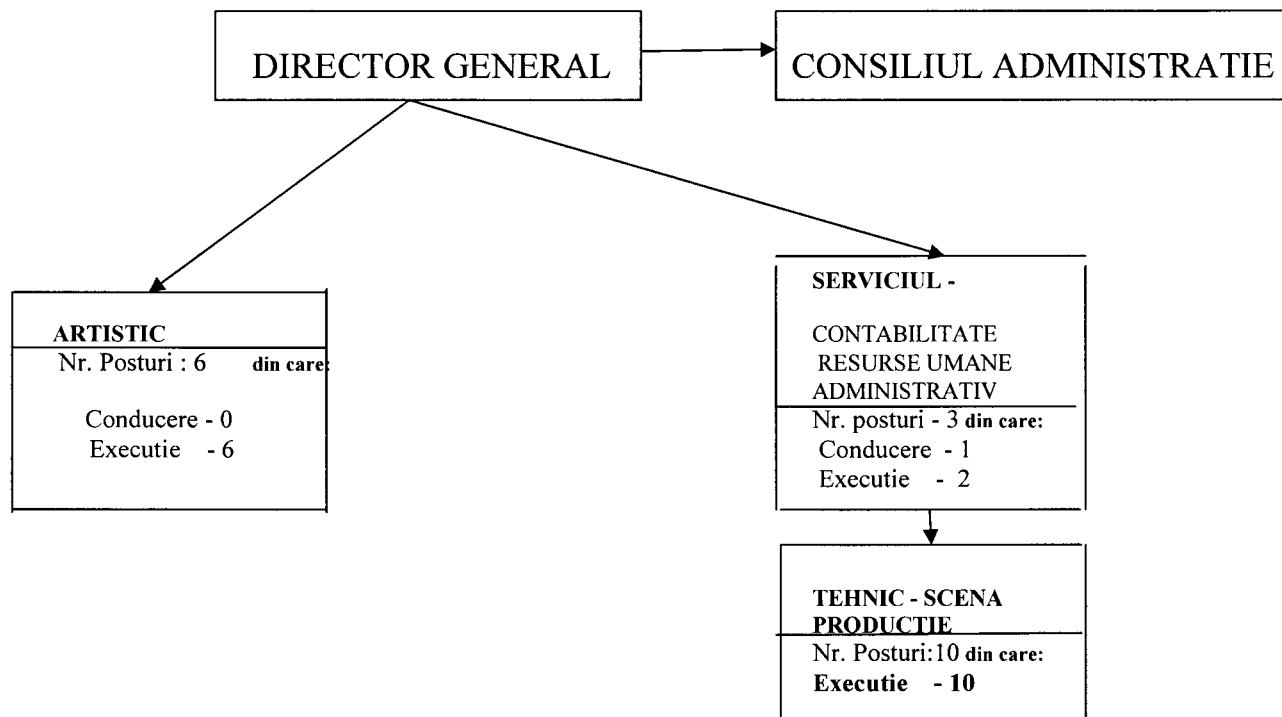 DIRECTOR GENERAL
CONSILIUL ADMINISTRATIE
ARTISTIC
Nr. Posturi : 6 din care:
Conducere - 0
Executie - 6
SERVICIUL -
CONTABILITATE
RESURSE UMANE
ADMINISTRATIV
Nr. posturi - 3 din care:
Conducere - 1
Executie - 2
TEHNIC - SCENA
PRODUCTIE
Nr. Posturi:10 din care:
Executie - 10